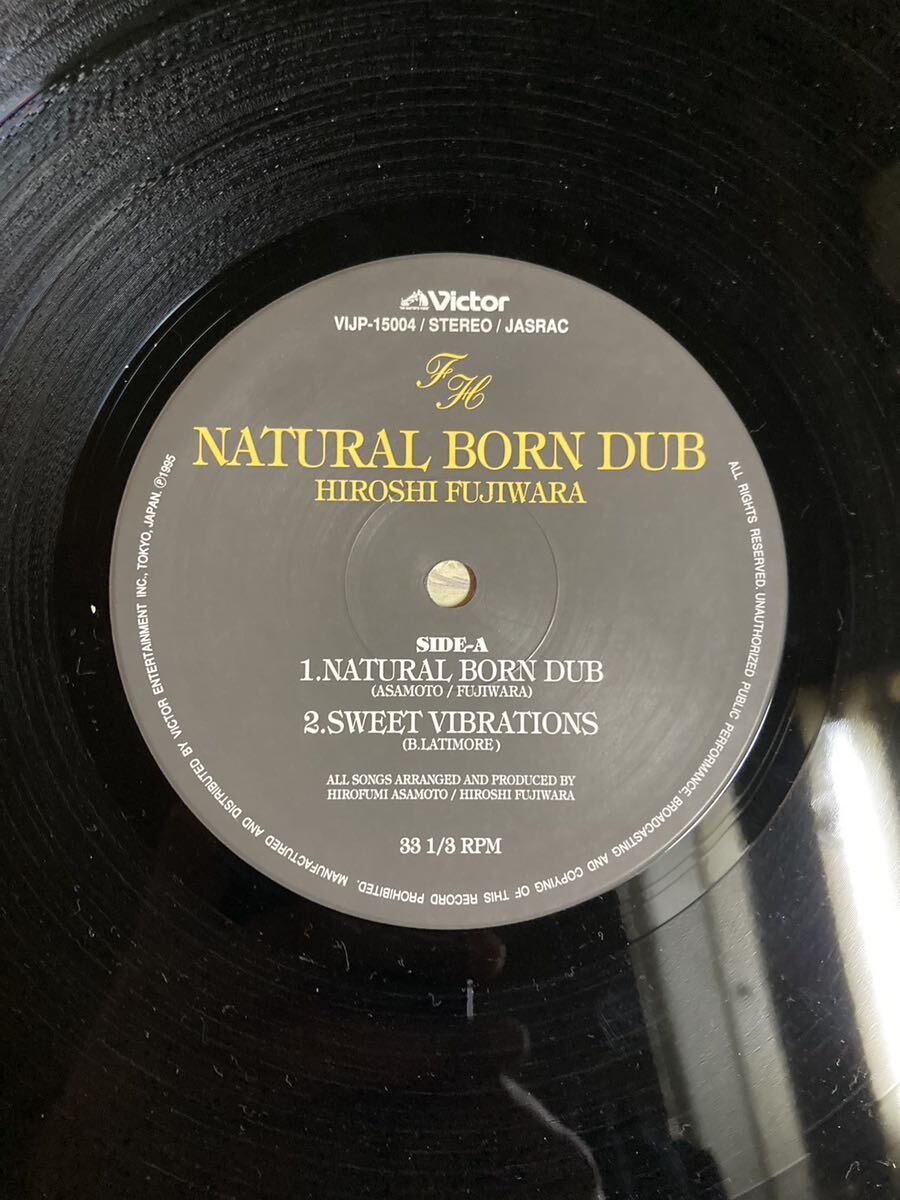 Victor
VIJP-15004 / STEREO / JASRAC
FH
NATURAL BORN DUB
HIROSHI FUJIWARA
SIDE-A
1.NATURAL BORN DUB
(ASAMOTO / FUJIWARA)
2.SWEET VIBRATIONS
(B.LATIMORE)
ALL SONGS ARRANGED AND PRODUCED BY
HIROFUMI ASAMOTO / HIROSHI FUJIWARA
33 1/3 RPM
ALL RIGHTS RESERVED. UNAUTHORIZED PUBLIC PERFORMANCE, BROADCASTING AND COPYING OF THIS RECORD PROHIBITED. MANUFACTURED AND DISTRIBUTED BY VICTOR ENTERTAINMENT INC., TOKYO, JAPAN. ℗1995